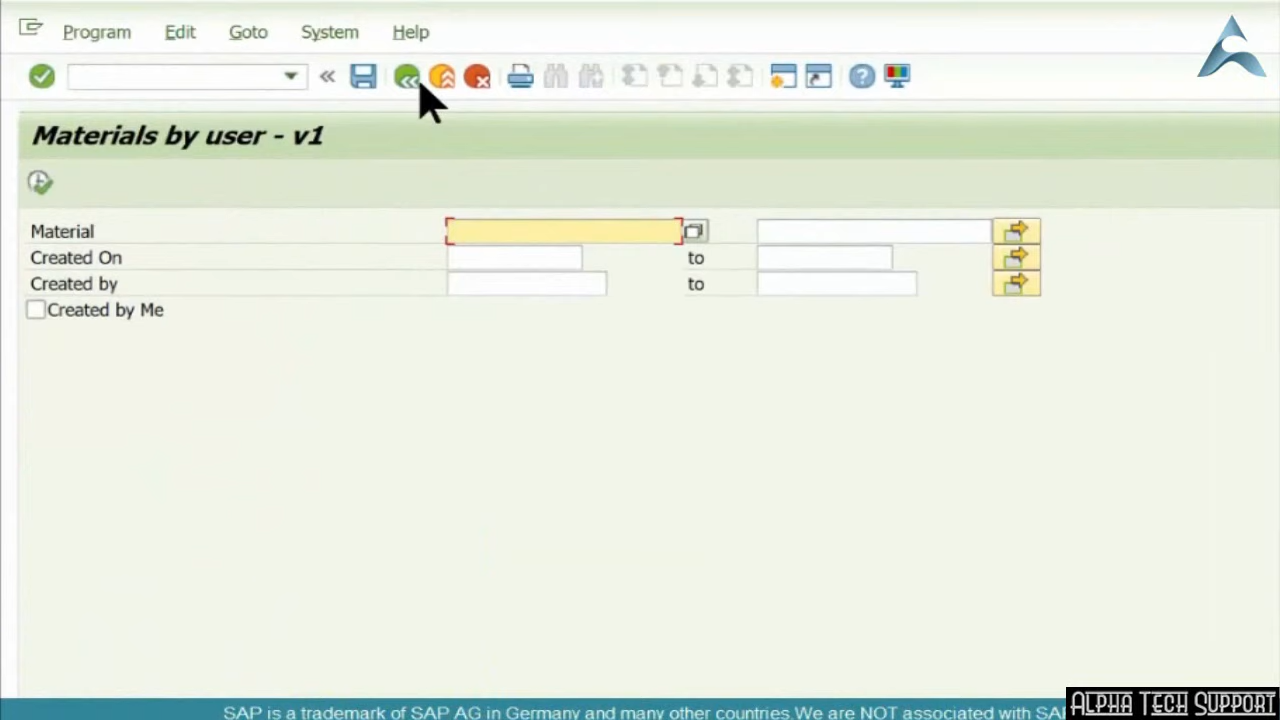 Program Edit Goto System Help
Materials by user - v1
Material
Created On to
Created by to
Created by Me
SAP is a trademark of SAP AG in Germany and many other countries.We are NOT associated with SAP
Alpha Tech Support